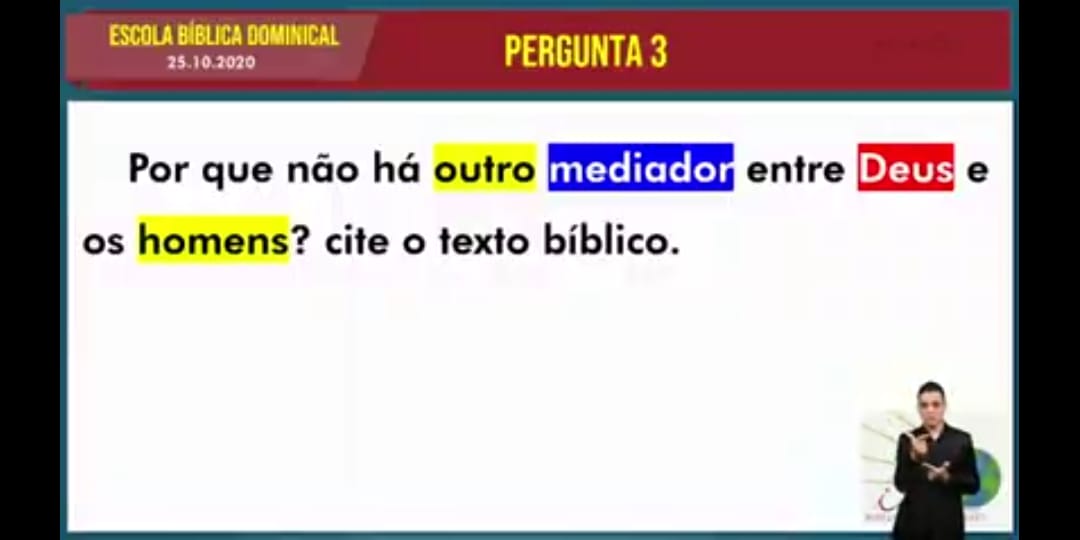 ESCOLA BÍBLICA DOMINICAL
25.10.2020
PERGUNTA 3
Por que não há outro mediador entre Deus e
os homens? cite o texto bíblico.